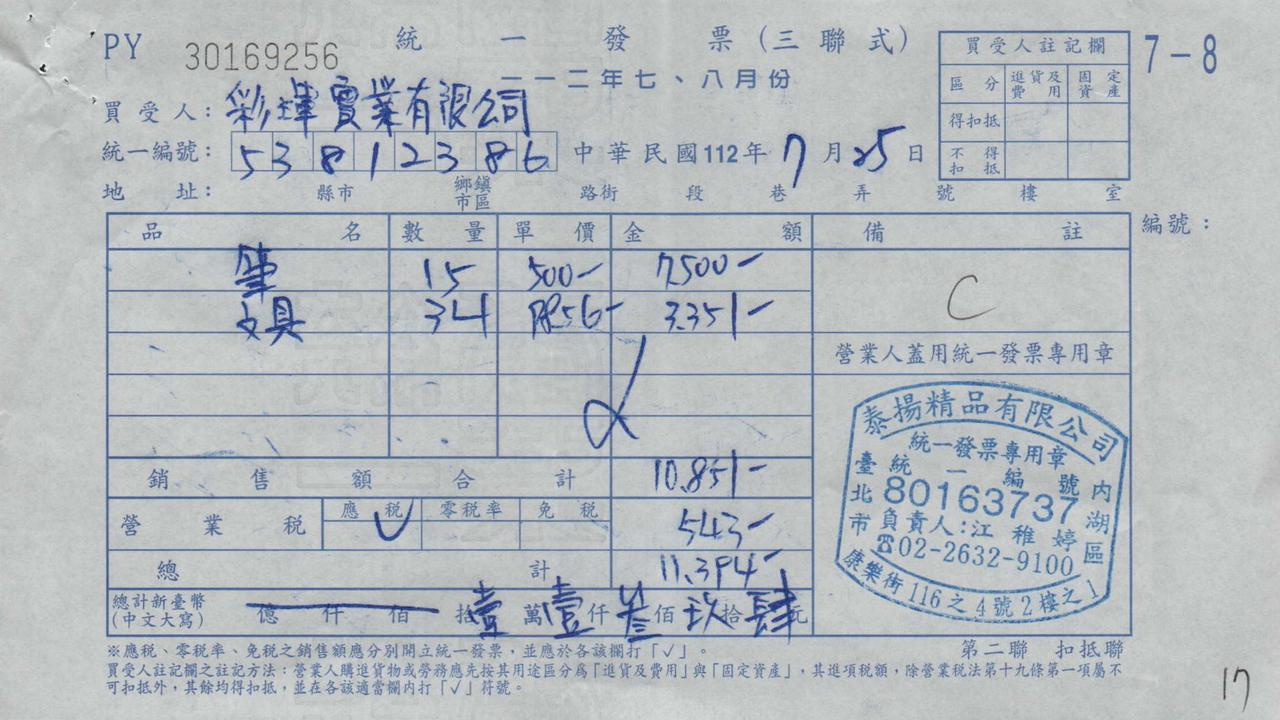 PY 30169256 統一發票(三聯式) 7-8
一一二年七、八月份
買受人註記欄
區分 進貨及費用 固定資產
得扣抵
不得扣抵
買受人:彩煒實業有限公司
統一編號:53812386 中華民國112年7月25日
地址: 縣市 鄉鎮市區 路街 段 巷 弄 號 樓 室
品名 數量 單價 金額 備註 編號:
筆 15 500- 7,500-
文具 34 3,351-
C
營業人蓋用統一發票專用章
泰揚精品有限公司
統一發票專用章
統一編號
80163737
負責人:江稚婷
☎02-2632-9100
臺北市內湖區
康樂街116之4號2樓之1
銷售額合計 10,851-
營業稅 應稅 V 零稅率 免稅 543-
總計 11,394-
總計新臺幣(中文大寫) 億 仟 佰 拾壹萬壹仟叁佰玖拾肆元
※應稅、零稅率、免稅之銷售額應分別開立統一發票,並應於各該欄打「✓」。 第二聯 扣抵聯
買受人註記欄之註記方法:營業人購進貨物或勞務應先按其用途區分為「進貨及費用」與「固定資產」,其進項稅額,除營業稅法第十九條第一項屬不
可扣抵外,其餘均得扣抵,並在各該適當欄內打「✓」符號。
17